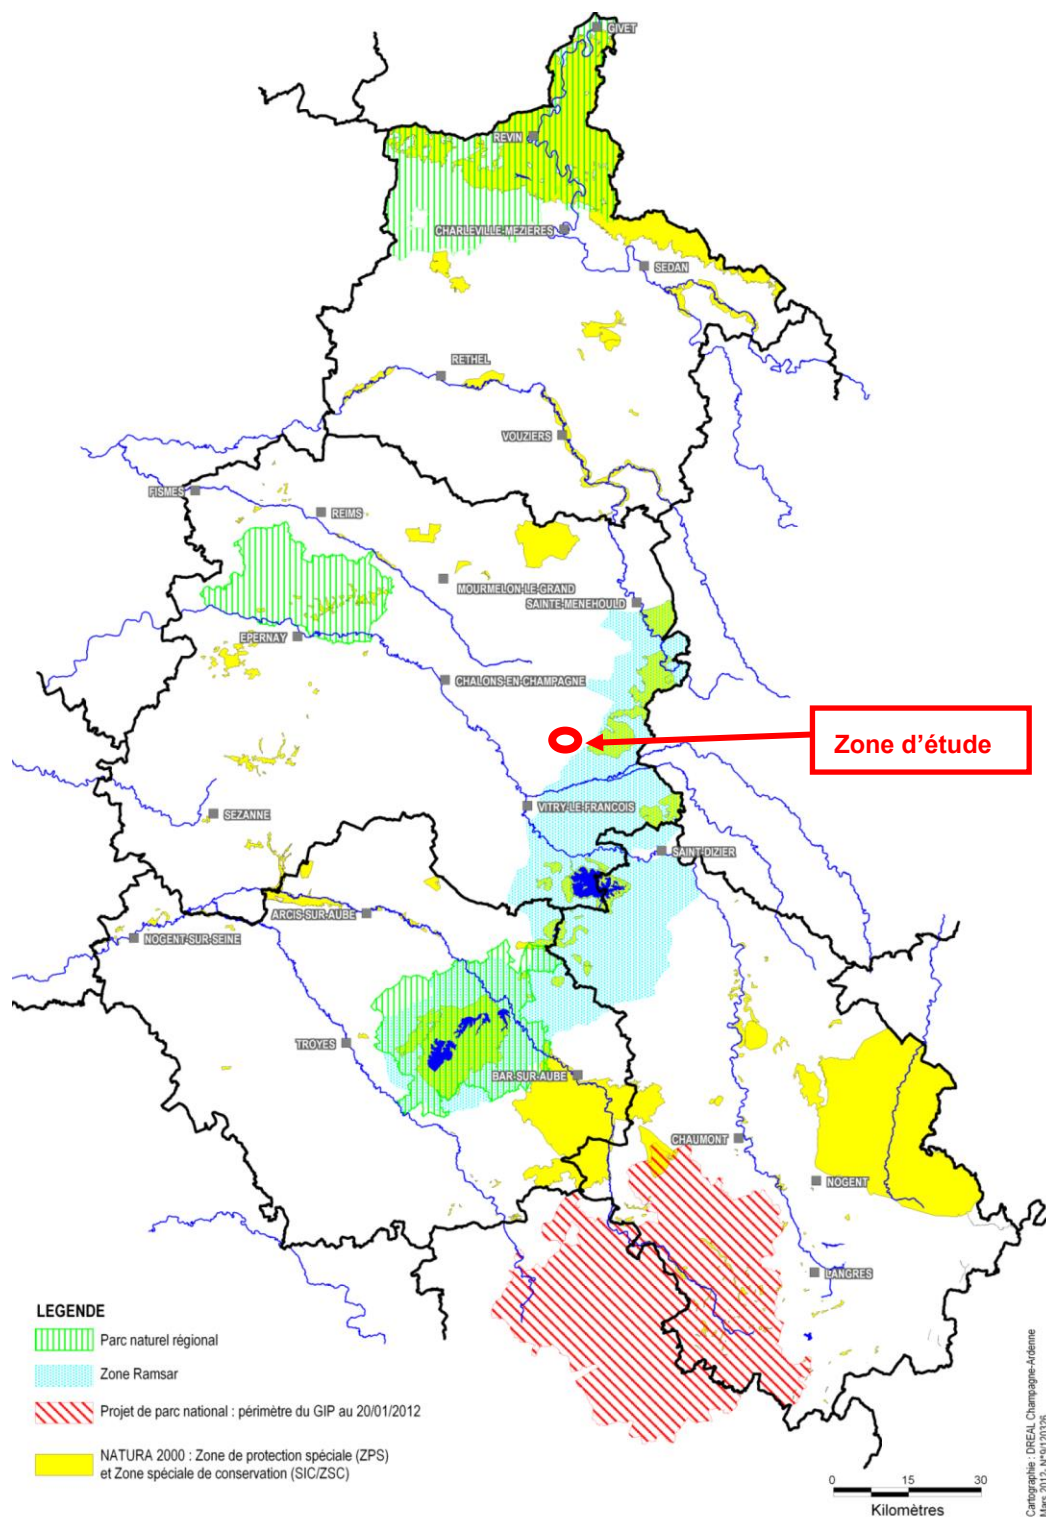 GIVET
REVIN
CHARLEVILLE-MEZIERES
SEDAN
RETHEL
VOUZIERS
FISMES
REIMS
MOURMELON-LE-GRAND
SAINTE-MENEHOULD
EPERNAY
CHALONS-EN-CHAMPAGNE
Zone d'étude
VITRY-LE-FRANCOIS
SEZANNE
SAINT-DIZIER
ARCIS-SUR-AUBE
NOGENT-SUR-SEINE
TROYES
BAR-SUR-AUBE
CHAUMONT
NOGENT
LANGRES
LEGENDE
Parc naturel régional
Zone Ramsar
Projet de parc national : périmètre du GIP au 20/01/2012
NATURA 2000 : Zone de protection spéciale (ZPS)
et Zone spéciale de conservation (SIC/ZSC)
0 15 30
Kilomètres
Cartographie : DREAL Champagne-Ardenne
Mars 2012- N°9/120326